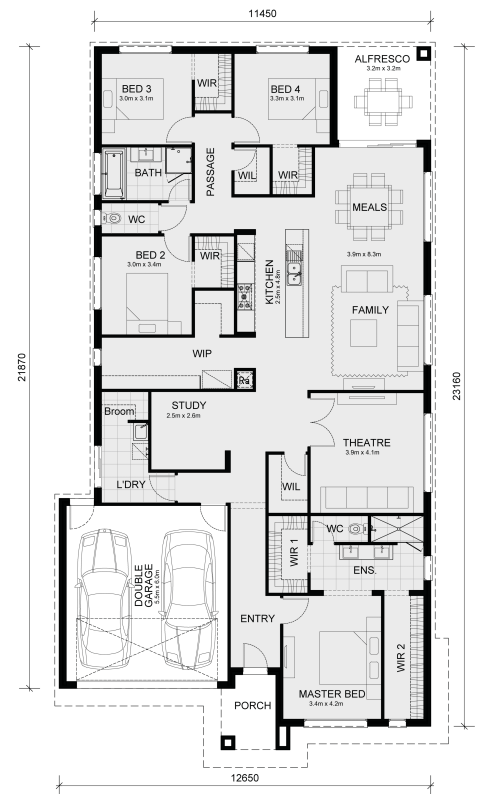 11450
ALFRESCO
3.2m x 3.2m
BED 3
3.0m x 3.1m
WIR
BED 4
3.3m x 3.1m
BATH
PASSAGE
WIL
WIR
MEALS
WC
BED 2
3.0m x 3.4m
WIR
KITCHEN
2.5m x 4.8m
3.9m x 8.3m
FAMILY
21870
23160
WIP
Broom
STUDY
2.5m x 2.6m
THEATRE
3.9m x 4.1m
L'DRY
WIL
WC
WIR 1
ENS.
DOUBLE
GARAGE
5.5m x 6.0m
ENTRY
WIR 2
MASTER BED
3.4m x 4.2m
PORCH
12650